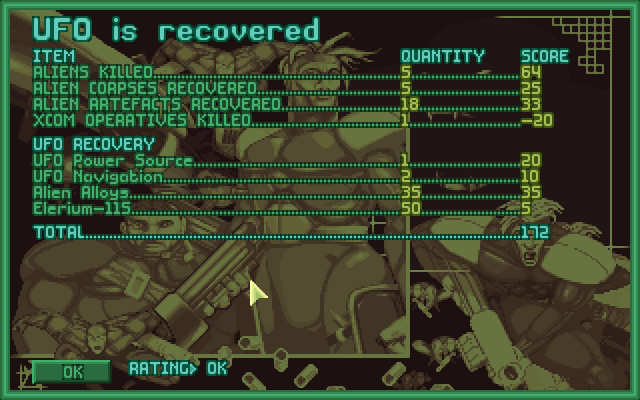 UFO is recovered
ITEM QUANTITY SCORE
ALIENS KILLED 5 64
ALIEN CORPSES RECOVERED 5 25
ALIEN ARTEFACTS RECOVERED 18 33
XCOM OPERATIVES KILLED 1 -20
UFO RECOVERY
UFO Power Source 1 20
UFO Navigation 2 10
Alien Alloys 35 35
Elerium-115 50 5
TOTAL 172
OK RATING> OK